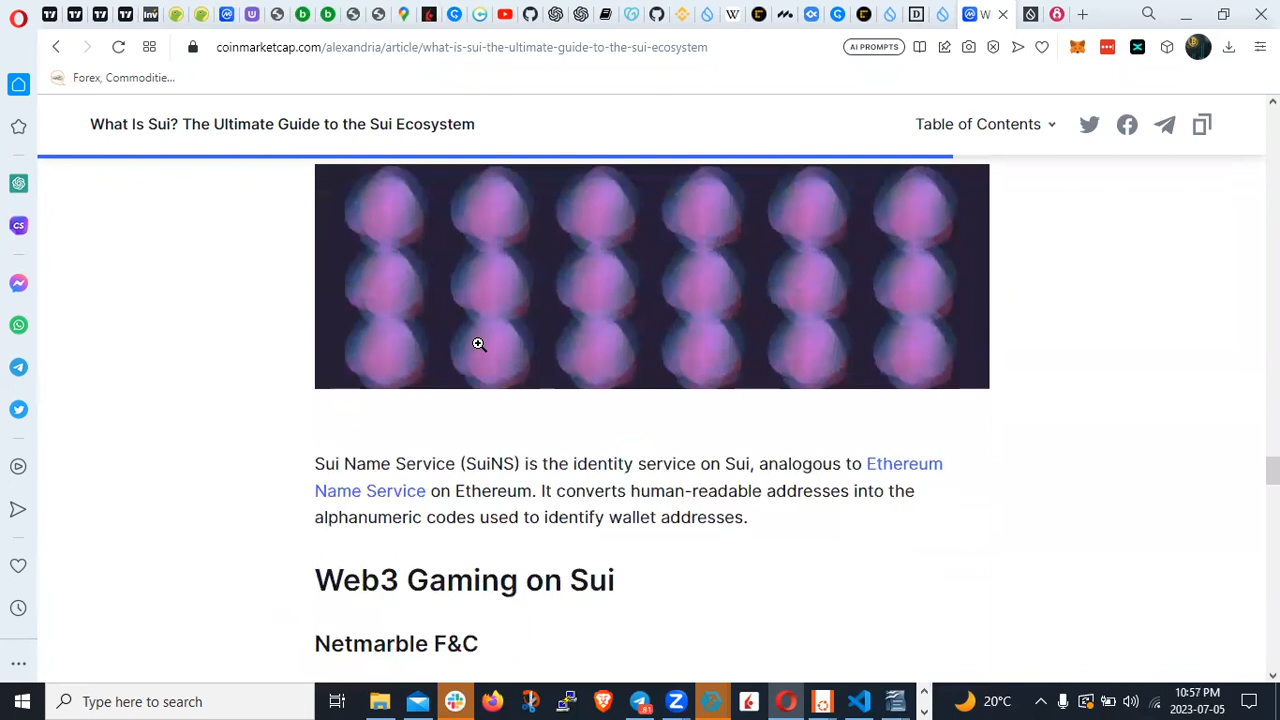 W
coinmarketcap.com/alexandria/article/what-is-sui-the-ultimate-guide-to-the-sui-ecosystem
AI PROMPTS
Forex, Commoditie...
What Is Sui? The Ultimate Guide to the Sui Ecosystem
Table of Contents
Sui Name Service (SuiNS) is the identity service on Sui, analogous to Ethereum
Name Service on Ethereum. It converts human-readable addresses into the
alphanumeric codes used to identify wallet addresses.
Web3 Gaming on Sui
Netmarble F&C
Type here to search
20°C
10:57 PM
2023-07-05